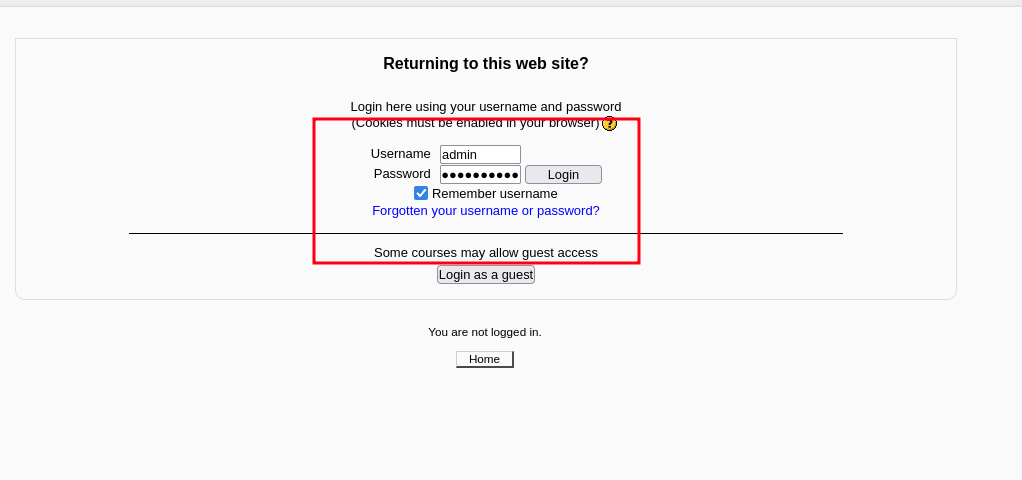 Returning to this web site?
Login here using your username and password
(Cookies must be enabled in your browser) ?
Username admin
Password ●●●●●●●●●● Login
Remember username
Forgotten your username or password?
Some courses may allow guest access
Login as a guest
You are not logged in.
Home